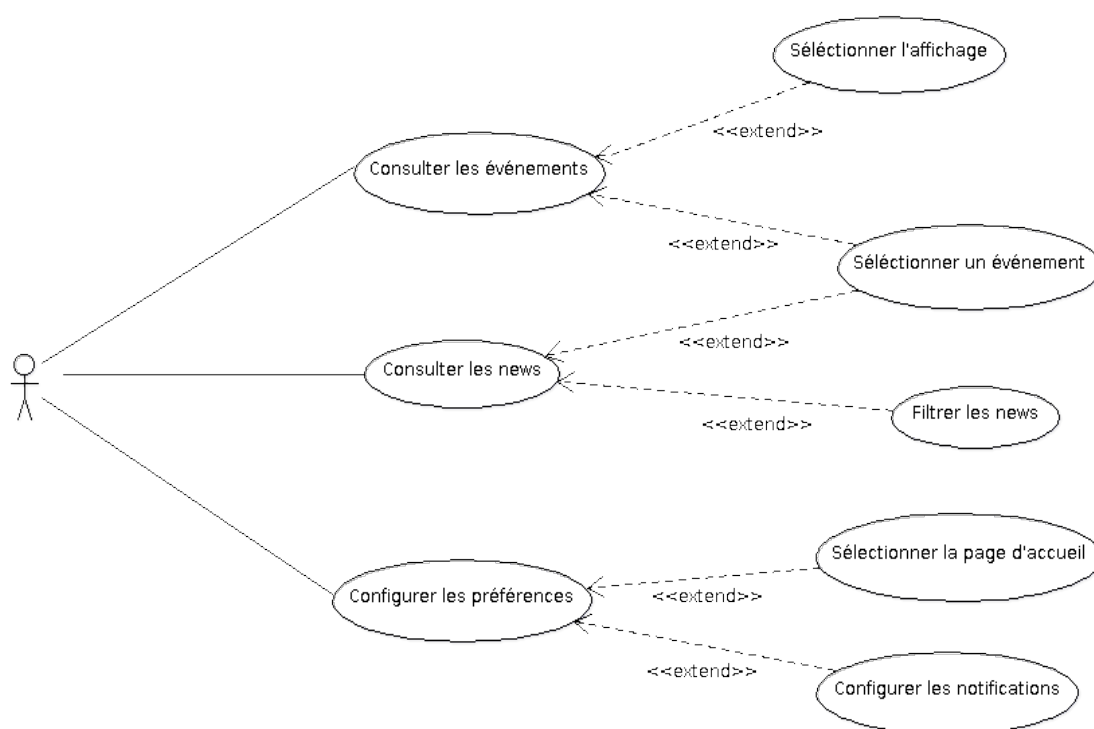 Séléctionner l'affichage
<<extend>>
Consulter les événements
<<extend>>
Séléctionner un événement
<<extend>>
Consulter les news
Filtrer les news
<<extend>>
Sélectionner la page d'accueil
Configurer les préférences
<<extend>>
<<extend>>
Configurer les notifications